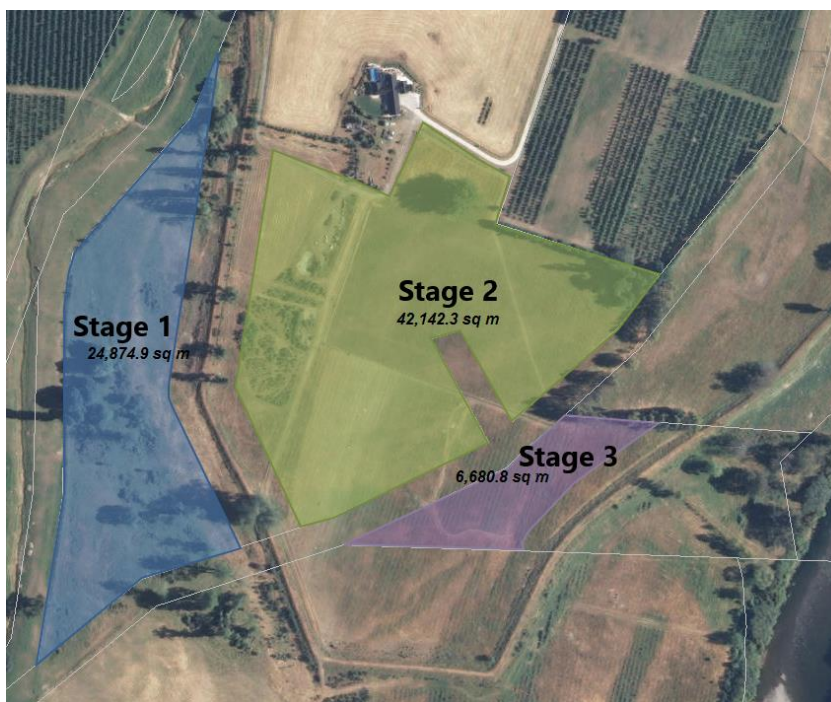 Stage 2
42,142.3 sq m
Stage 1
24,874.9 sq m
Stage 3
6,680.8 sq m